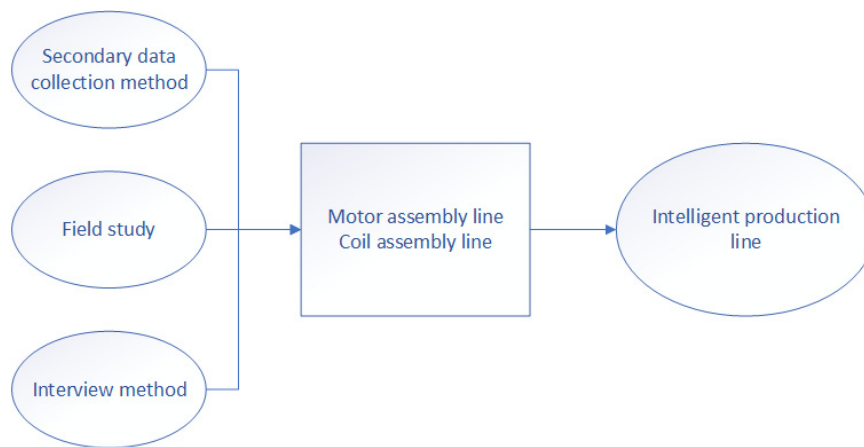 Secondary data
collection method
Field study
Interview method
Motor assembly line
Coil assembly line
Intelligent production
line